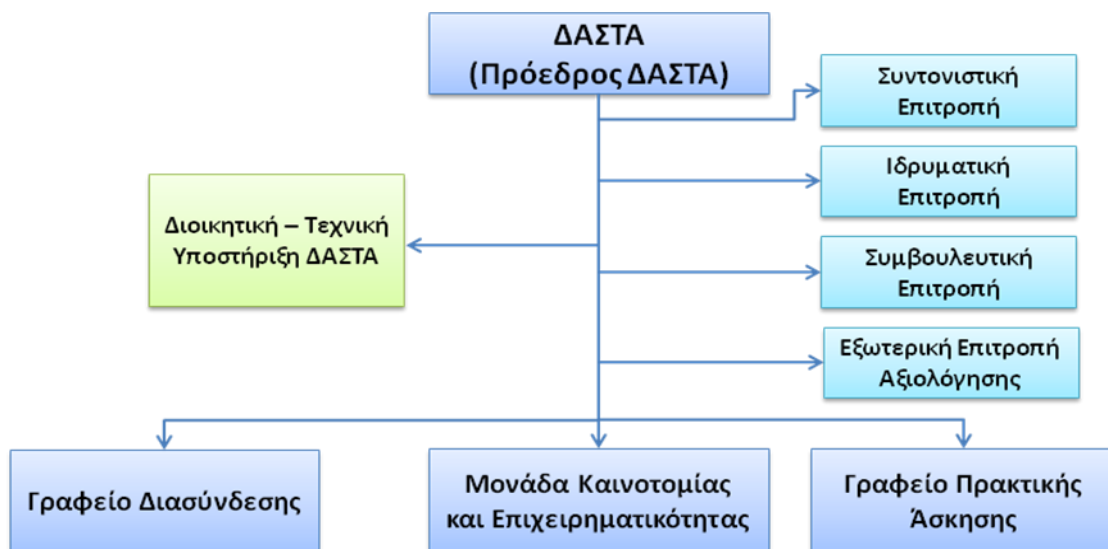 ΔΑΣΤΑ
(Πρόεδρος ΔΑΣΤΑ)
Συντονιστική
Επιτροπή
Ιδρυματική
Επιτροπή
Διοικητική – Τεχνική
Υποστήριξη ΔΑΣΤΑ
Συμβουλευτική
Επιτροπή
Εξωτερική Επιτροπή
Αξιολόγησης
Γραφείο Διασύνδεσης
Μονάδα Καινοτομίας
και Επιχειρηματικότητας
Γραφείο Πρακτικής
Άσκησης